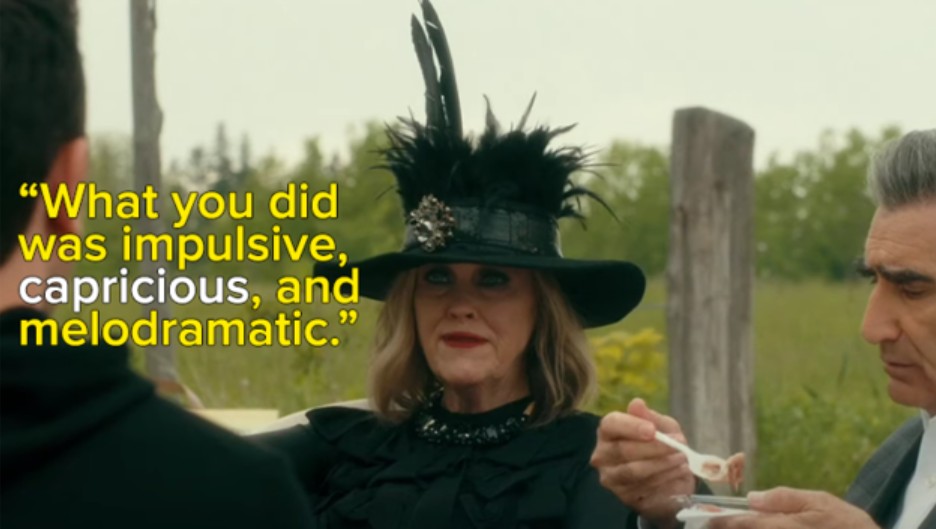 “What you did
was impulsive,
capricious, and
melodramatic.”